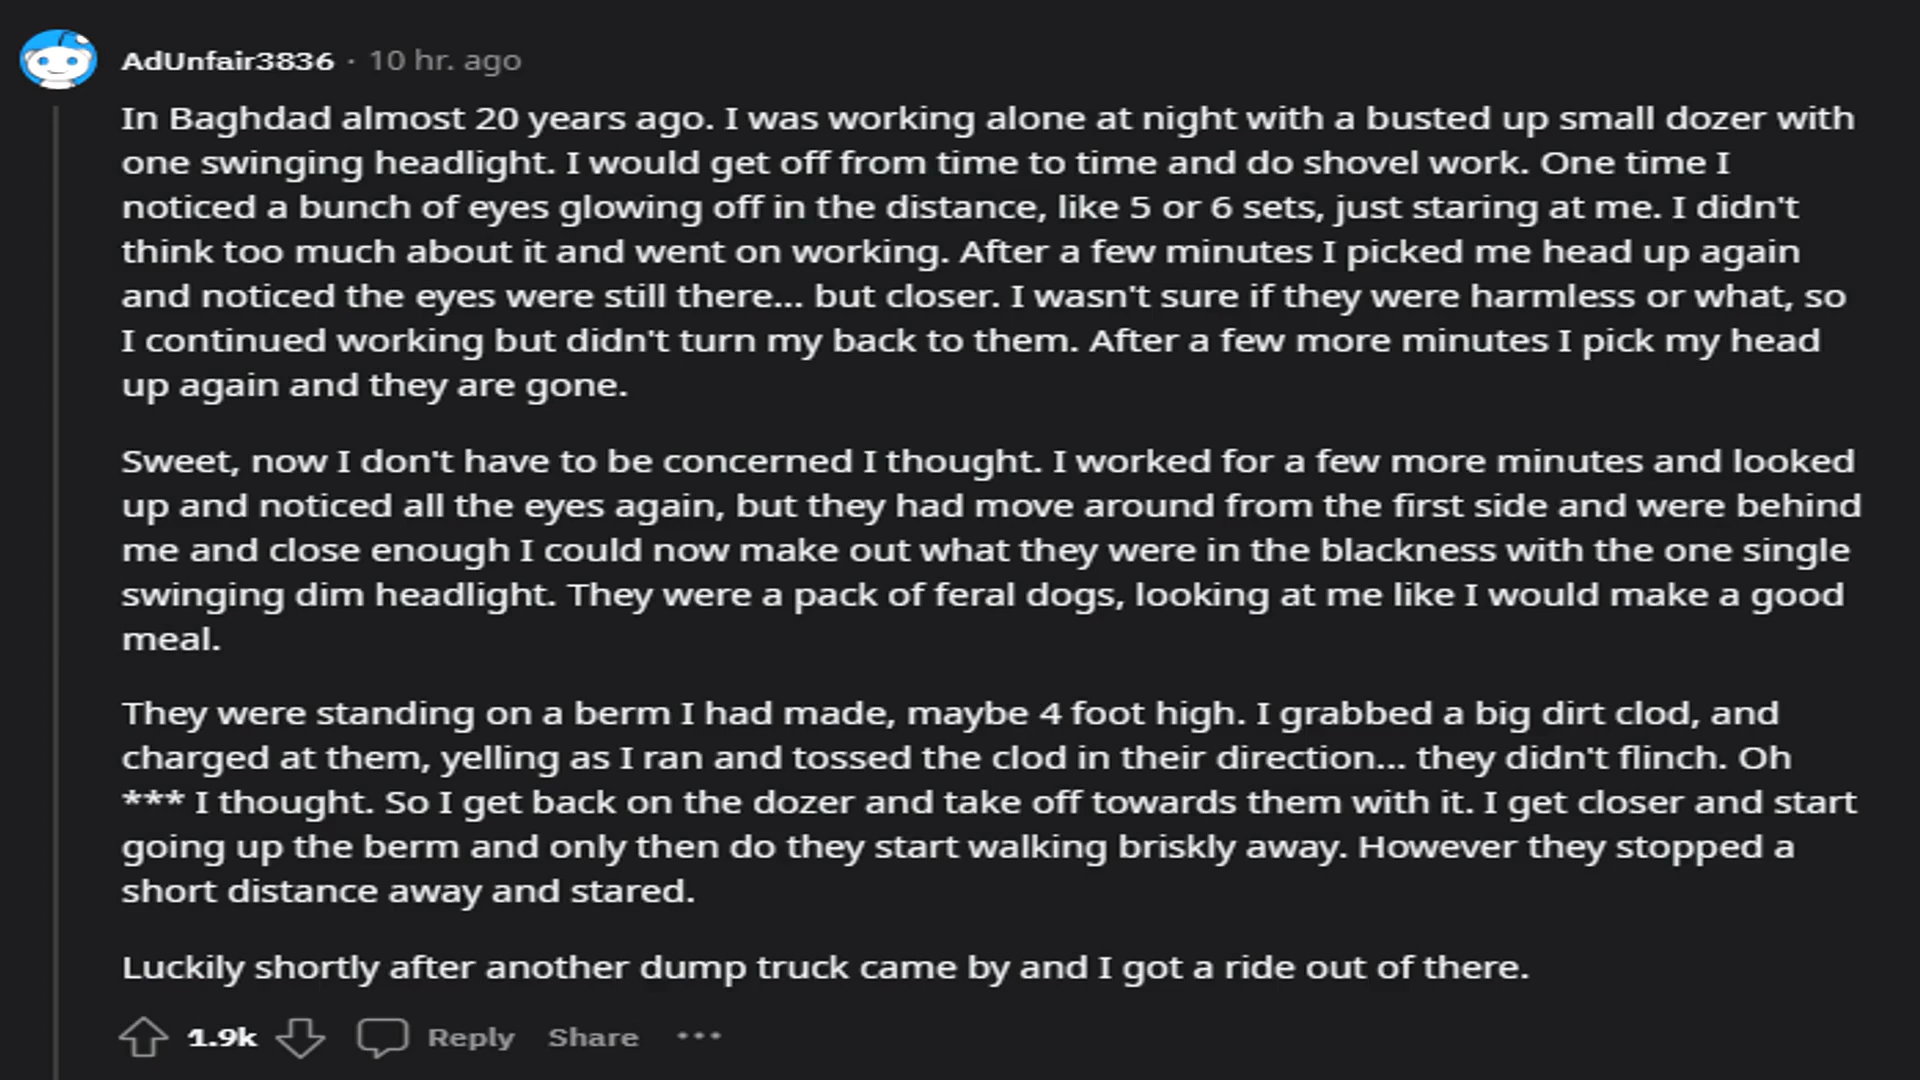 AdUnfair3836 · 10 hr. ago
In Baghdad almost 20 years ago. I was working alone at night with a busted up small dozer with
one swinging headlight. I would get off from time to time and do shovel work. One time I
noticed a bunch of eyes glowing off in the distance, like 5 or 6 sets, just staring at me. I didn't
think too much about it and went on working. After a few minutes I picked me head up again
and noticed the eyes were still there... but closer. I wasn't sure if they were harmless or what, so
I continued working but didn't turn my back to them. After a few more minutes I pick my head
up again and they are gone.
Sweet, now I don't have to be concerned I thought. I worked for a few more minutes and looked
up and noticed all the eyes again, but they had move around from the first side and were behind
me and close enough I could now make out what they were in the blackness with the one single
swinging dim headlight. They were a pack of feral dogs, looking at me like I would make a good
meal.
They were standing on a berm I had made, maybe 4 foot high. I grabbed a big dirt clod, and
charged at them, yelling as I ran and tossed the clod in their direction... they didn't flinch. Oh
*** I thought. So I get back on the dozer and take off towards them with it. I get closer and start
going up the berm and only then do they start walking briskly away. However they stopped a
short distance away and stared.
Luckily shortly after another dump truck came by and I got a ride out of there.
1.9k Reply Share ···